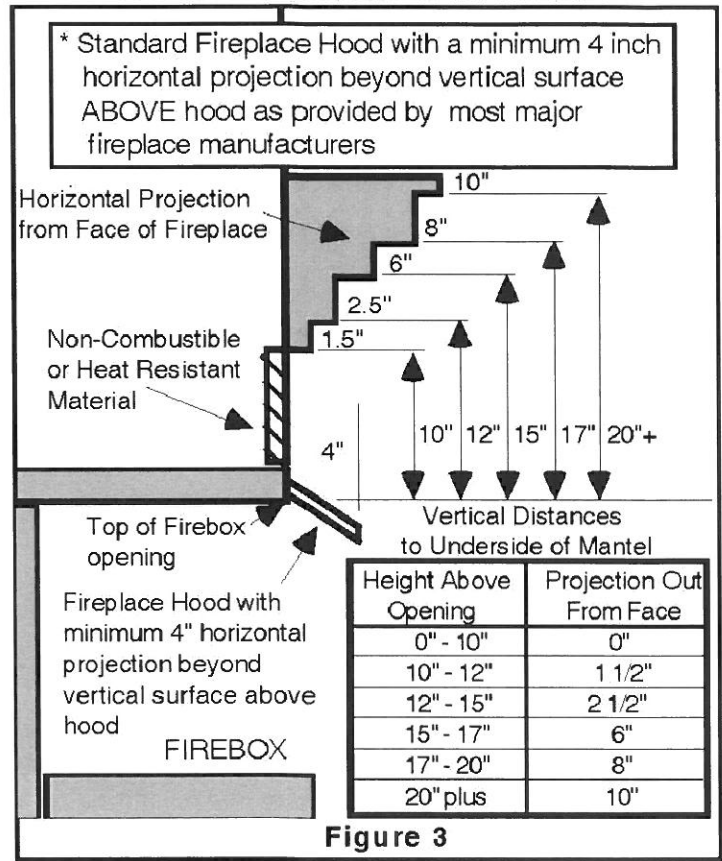 * Standard Fireplace Hood with a minimum 4 inch
horizontal projection beyond vertical surface
ABOVE hood as provided by most major
fireplace manufacturers
Horizontal Projection
from Face of Fireplace
10"
8"
6"
2.5"
1.5"
Non-Combustible
or Heat Resistant
Material
4"
10" 12" 15" 17" 20"+
Top of Firebox
opening
Vertical Distances
to Underside of Mantel
Fireplace Hood with
minimum 4" horizontal
projection beyond
vertical surface above
hood
FIREBOX
Height Above Opening | Projection Out From Face
0" - 10" | 0"
10" - 12" | 1 1/2"
12" - 15" | 2 1/2"
15" - 17" | 6"
17" - 20" | 8"
20" plus | 10"
Figure 3